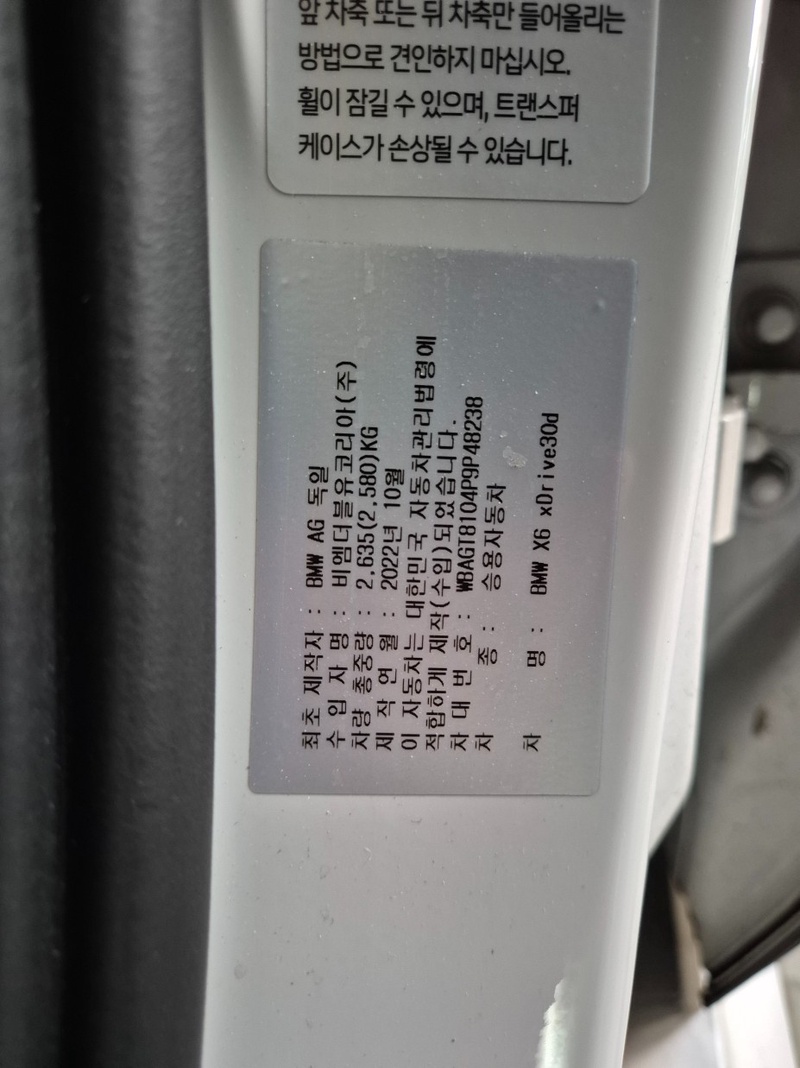 앞 차축 또는 뒤 차축만 들어올리는
방법으로 견인하지 마십시오.
휠이 잠길 수 있으며, 트랜스퍼
케이스가 손상될 수 있습니다.
최초 제작자 : BMW AG 독일
수 입 자 명 : 비엠더블유코리아(주)
차량 총중량 : 2,635(2,580)KG
제 작 연 월 : 2022년 10월
이 자동차는 대한민국 자동차관리법령에
적합하게 제작(수입)되었습니다.
차 대 번 호 : WBAGT8104P9P48238
차 종 : 승용자동차
차 명 : BMW X6 xDrive30d